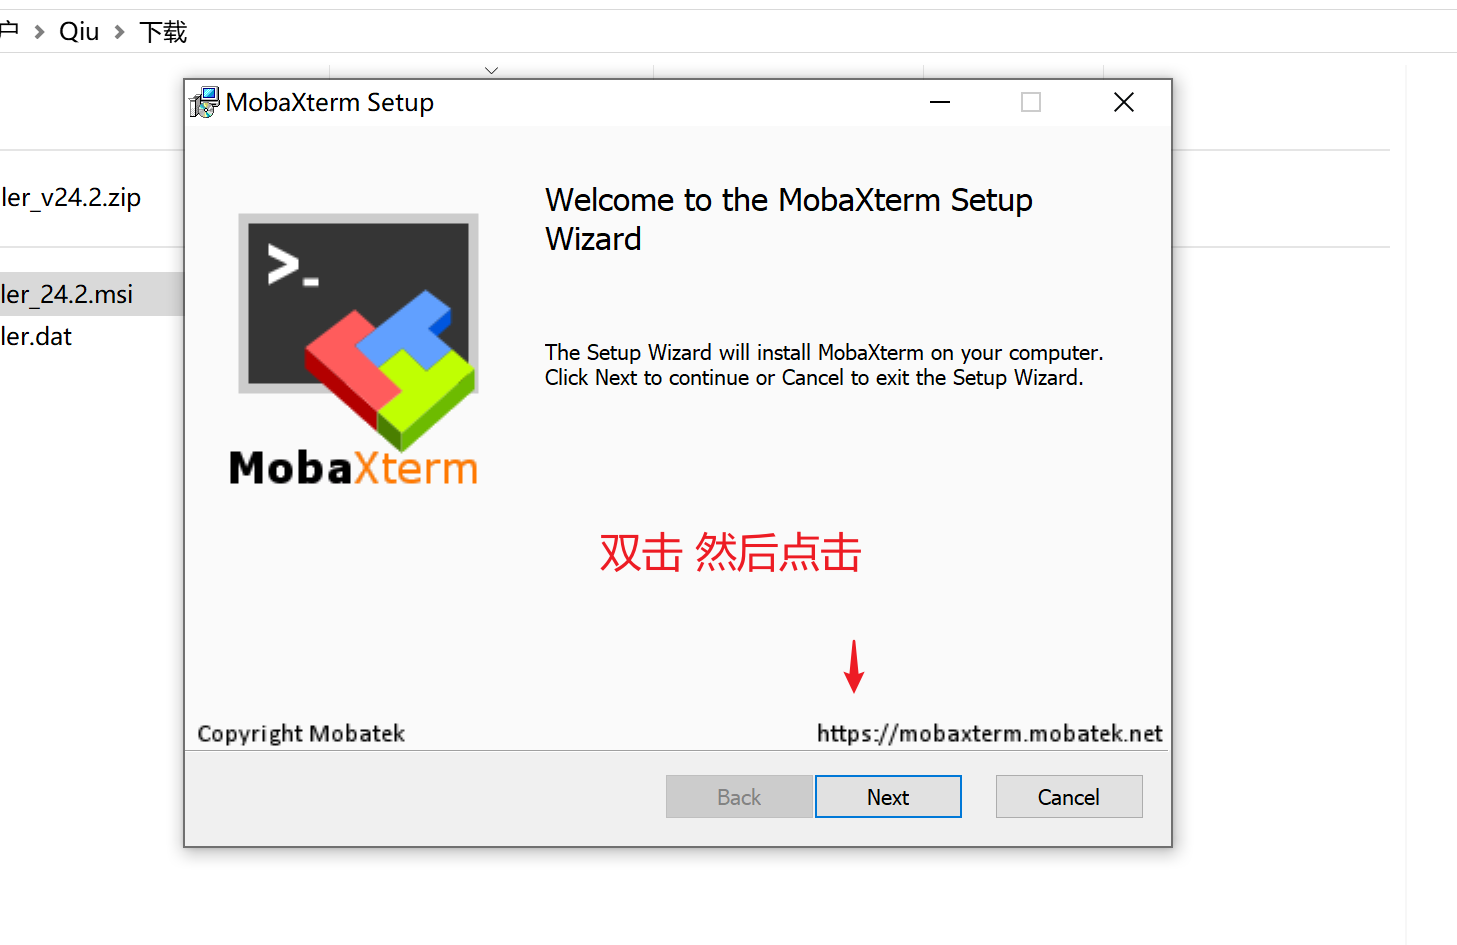 户 > Qiu > 下载
MobaXterm Setup
ler_v24.2.zip
ler_24.2.msi
ler.dat
>_
MobaXterm
Welcome to the MobaXterm Setup
Wizard
The Setup Wizard will install MobaXterm on your computer.
Click Next to continue or Cancel to exit the Setup Wizard.
双击 然后点击
Copyright Mobatek
https://mobaxterm.mobatek.net
Back
Next
Cancel